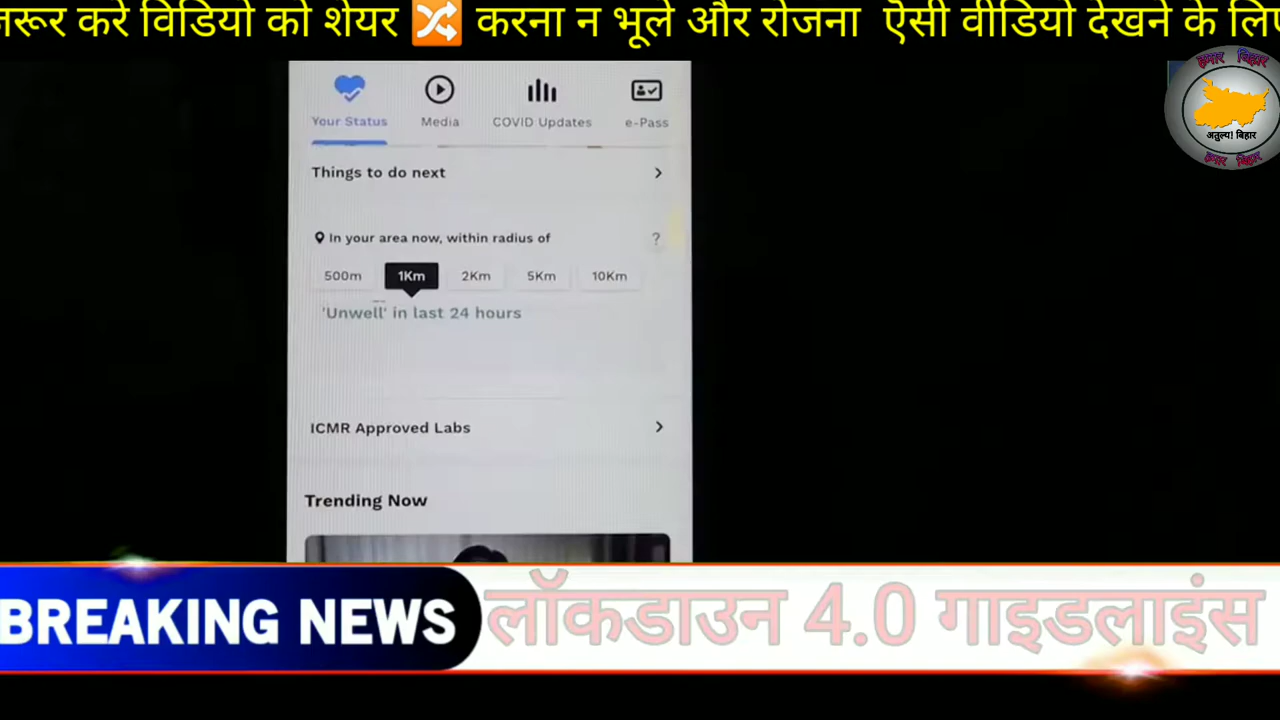 जरूर करे विडियो को शेयर 🔀 करना न भूले और रोजना ऐसी वीडियो देखने के लिए
हमार बिहार
अतुल्य! बिहार
हमार बिहार
Your Status
Media
COVID Updates
e-Pass
Things to do next
In your area now, within radius of ?
500m 1Km 2Km 5Km 10Km
'Unwell' in last 24 hours
ICMR Approved Labs
Trending Now
BREAKING NEWS लॉकडाउन 4.0 गाइडलाइंस